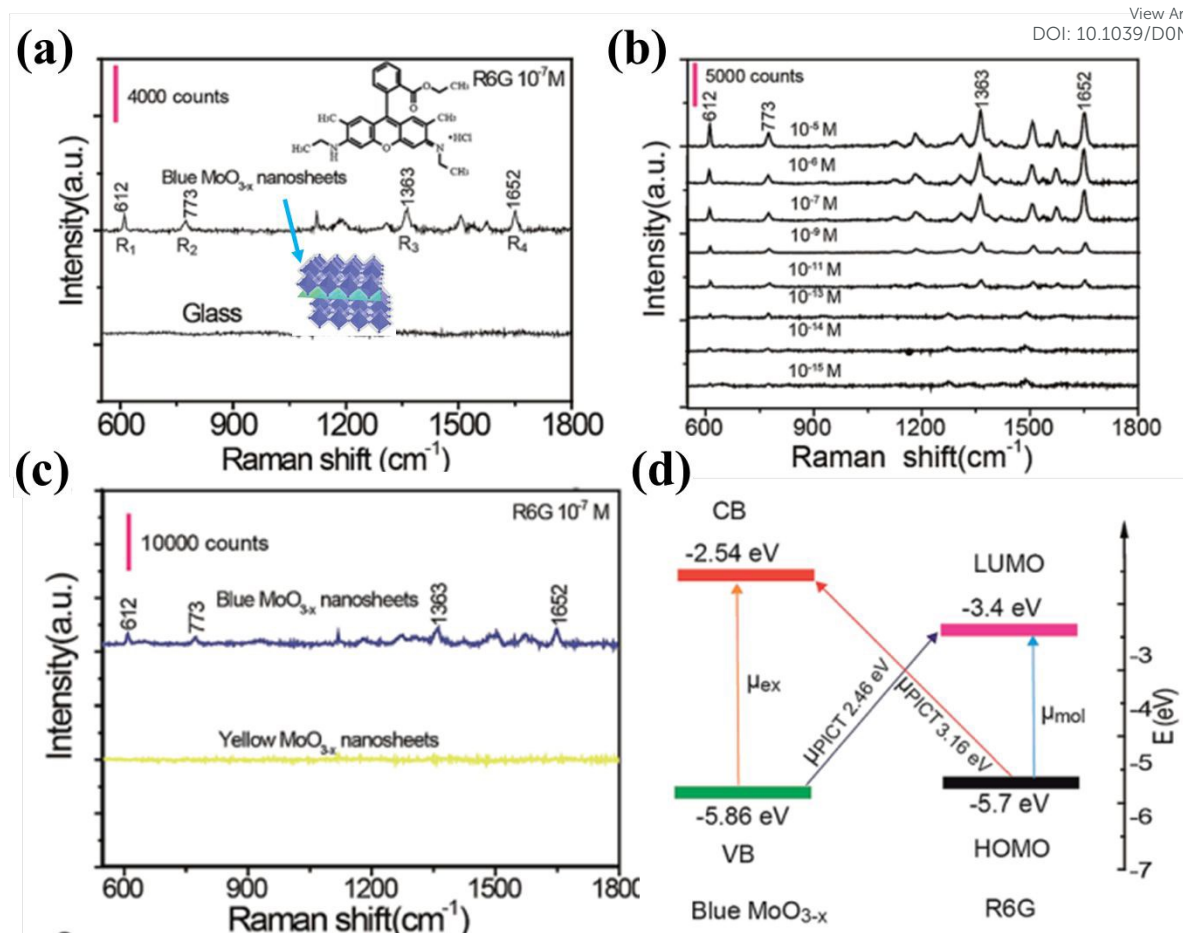 View Ar
DOI: 10.1039/D0N
(a)
4000 counts
R6G 10⁻⁷M
CH₃
O
O
H₃C
CH₃
•HCl
H₃C
N
H
O
N
CH₃
Blue MoO₃₋ₓ nanosheets
612
773
1363
1652
R₁
R₂
R₃
R₄
Glass
Intensity(a.u.)
600 900 1200 1500 1800
Raman shift (cm⁻¹)
(b)
5000 counts
612
773
1363
1652
10⁻⁵ M
10⁻⁶ M
10⁻⁷ M
10⁻⁹ M
10⁻¹¹ M
10⁻¹³ M
10⁻¹⁴ M
10⁻¹⁵ M
Intensity(a.u.)
600 900 1200 1500 1800
Raman shift(cm⁻¹)
(c)
R6G 10⁻⁷ M
10000 counts
612
773
Blue MoO₃₋ₓ nanosheets
1363
1652
Yellow MoO₃₋ₓ nanosheets
Intensity(a.u.)
600 900 1200 1500 1800
Raman shift(cm⁻¹)
(d)
CB
-2.54 eV
LUMO
-3.4 eV
μex
μPICT 2.46 eV
μPICT 3.16 eV
μmol
-5.86 eV
-5.7 eV
VB
HOMO
Blue MoO₃₋ₓ
R6G
-3
-4
-5
-6
-7
E (eV)